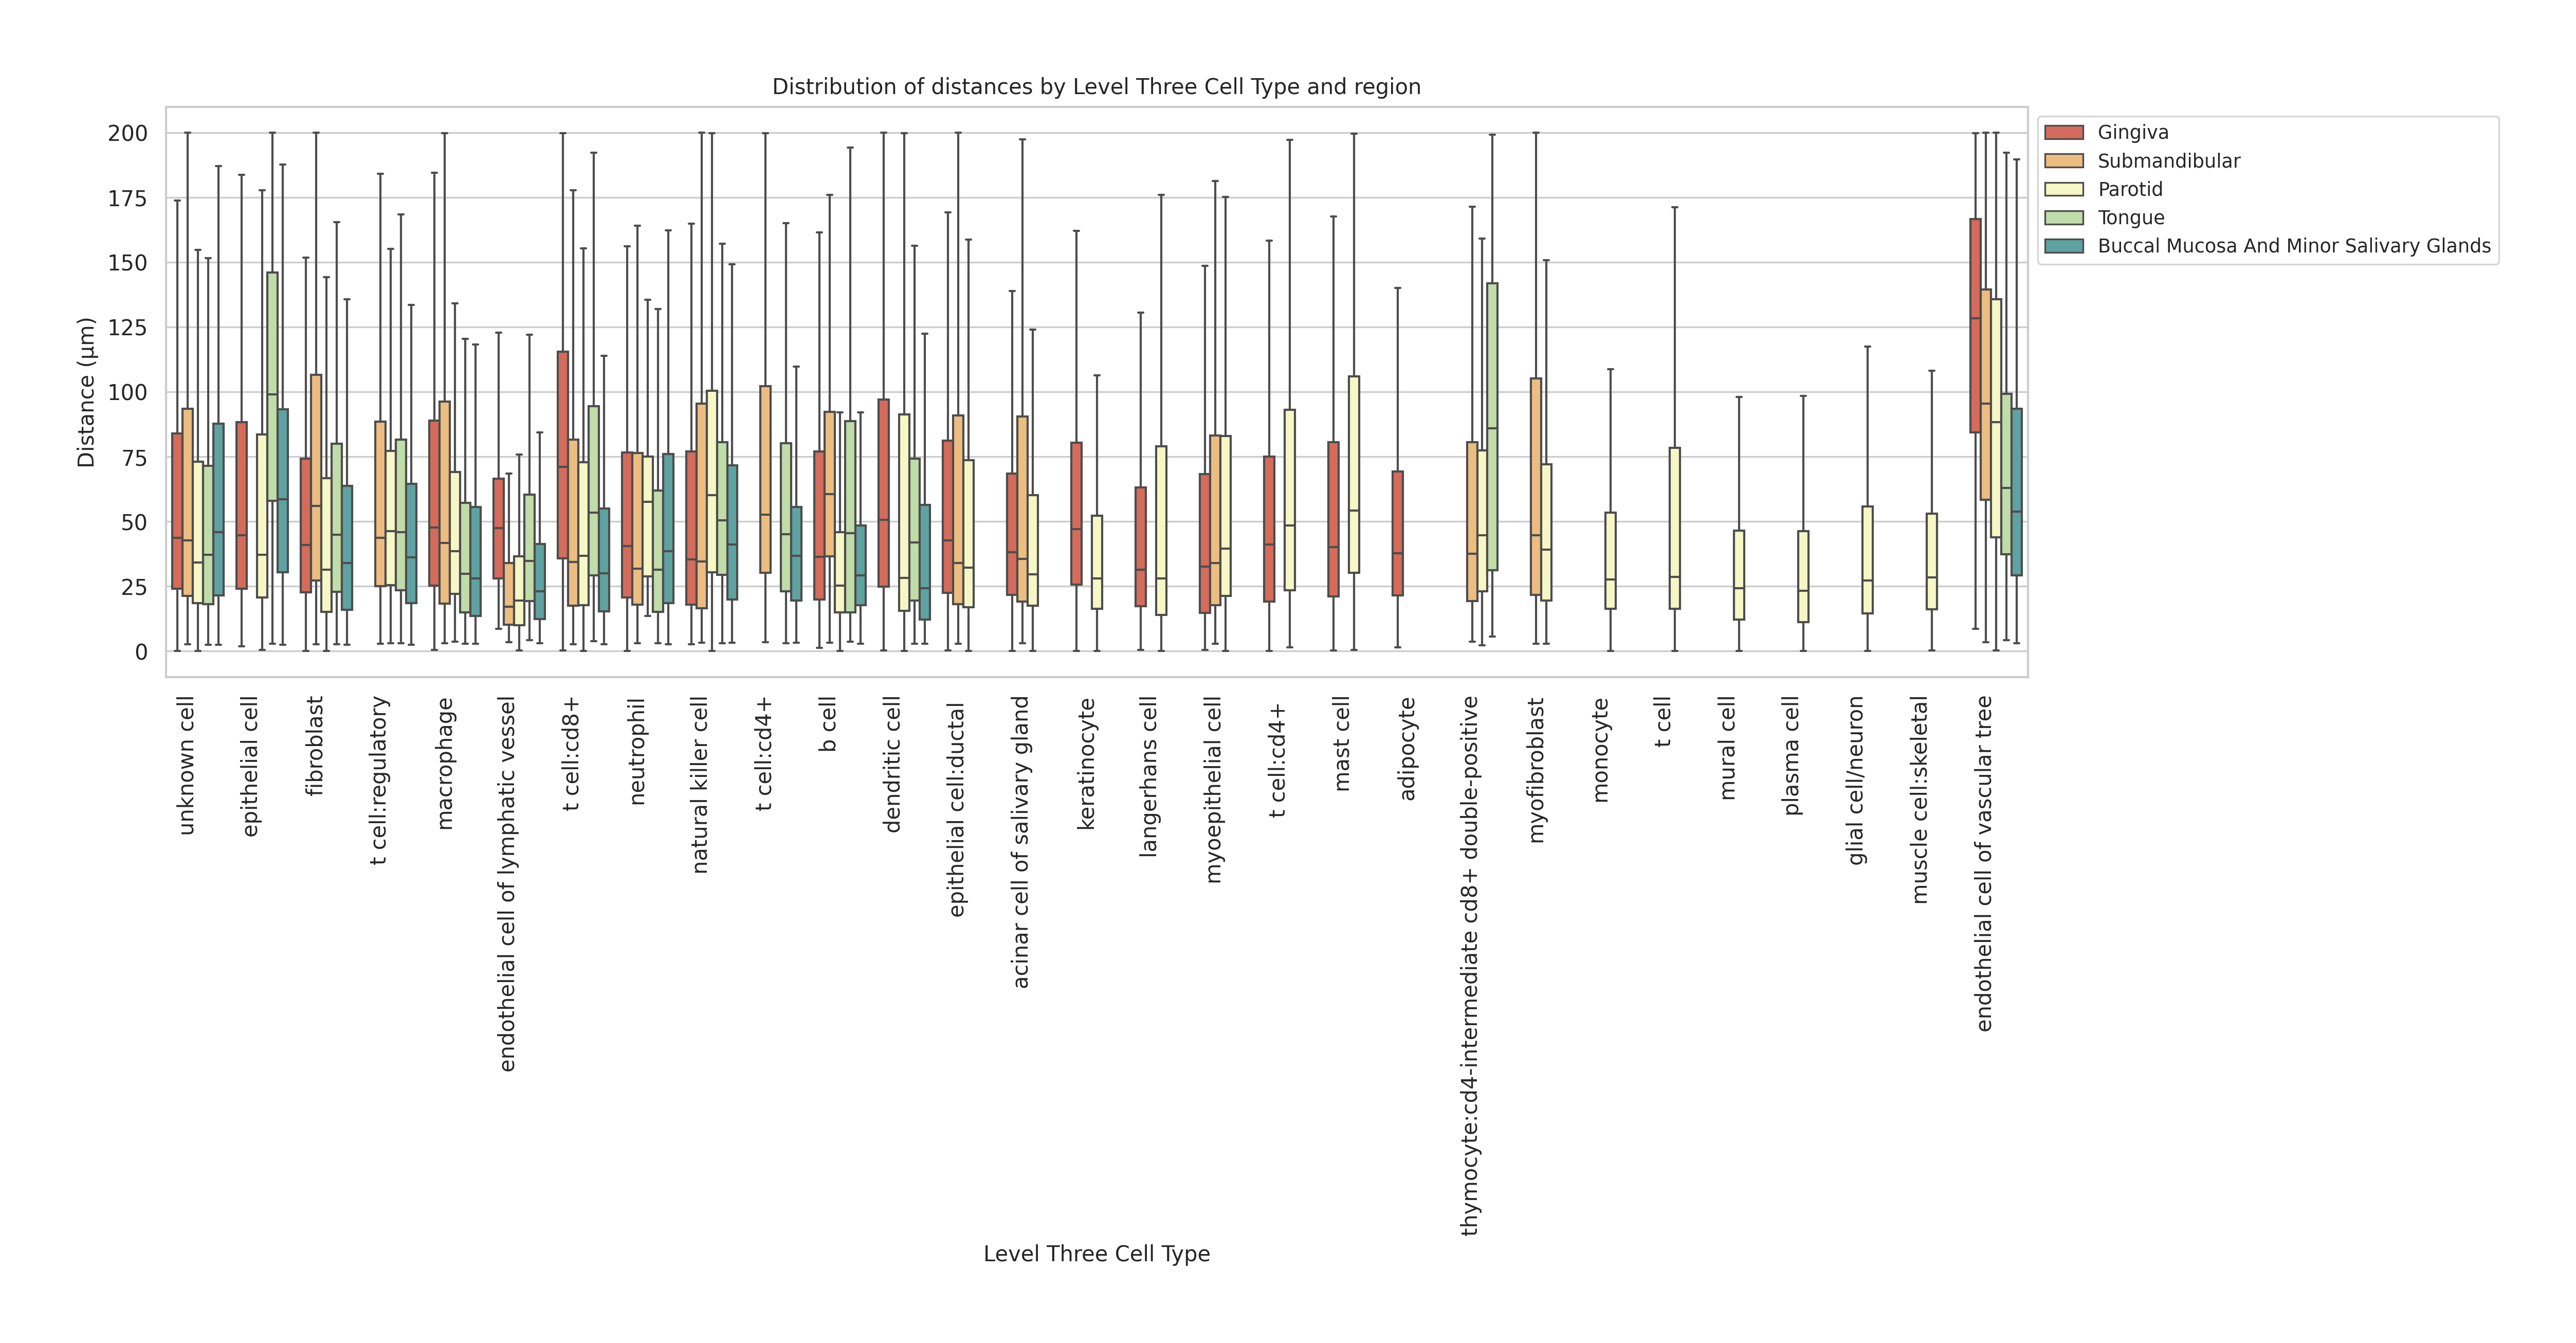 Distribution of distances by Level Three Cell Type and region
Distance (μm)
200
175
150
125
100
75
50
25
0
Gingiva
Submandibular
Parotid
Tongue
Buccal Mucosa And Minor Salivary Glands
unknown cell
epithelial cell
fibroblast
t cell:regulatory
macrophage
endothelial cell of lymphatic vessel
t cell:cd8+
neutrophil
natural killer cell
t cell:cd4+
b cell
dendritic cell
epithelial cell:ductal
acinar cell of salivary gland
keratinocyte
langerhans cell
myoepithelial cell
t cell:cd4+
mast cell
adipocyte
thymocyte:cd4-intermediate cd8+ double-positive
myofibroblast
monocyte
t cell
mural cell
plasma cell
glial cell/neuron
muscle cell:skeletal
endothelial cell of vascular tree
Level Three Cell Type